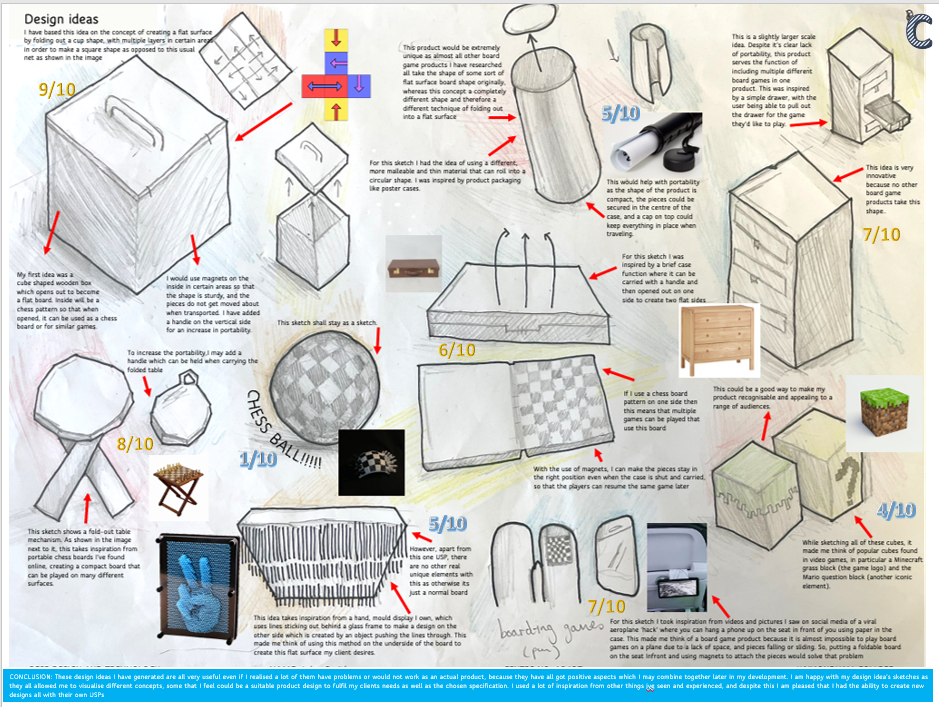 Design ideas
I have based this idea on the concept of creating a flat surface
by folding out a cup shape, with multiple layers in certain areas
in order to make a square shape as opposed to this usual
net as shown in the image
9/10
My first idea was a
cube shaped wooden box
which opens out to become
a flat board. Inside will be a
chess pattern so that when
opened, it can be used as a chess
board or for similar games.
I would use magnets on the
inside in certain areas so that
the shape is sturdy, and the
pieces do not get moved about
when transported. I have added
a handle on the vertical side
for an increase in portability.
This product would be extremely
unique as almost all other board
game products I have researched
all take the shape of some sort of
flat surface board shape originally,
whereas this concept a completely
different shape and therefore a
different technique of folding out
into a flat surface
For this sketch I had the idea of using a different,
more malleable and thin material that can roll into a
circular shape. I was inspired by product packaging
like poster cases.
5/10
This would help with portability
as the shape of the product is
compact, the pieces could be
secured in the centre of the
case, and a cap on top could
keep everything in place when
traveling.
This is a slightly larger scale
idea. Despite it's clear lack
of portability, this product
serves the function of
including multiple different
board games in one
product. This was inspired
by a simple drawer, with the
user being able to pull out
the drawer for the game
they'd like to play.
C
This idea is very
innovative
because no other
board game
products take this
shape.
7/10
For this sketch I was
inspired by a brief case
function where it can be
carried with a handle and
then opened out on one
side to create two flat sides
6/10
If I use a chess board
pattern on one side then
this means that multiple
games can be played that
use this board
With the use of magnets, I can make the pieces stay in
the right position even when the case is shut and carried,
so that the players can resume the same game later
This sketch shall stay as a sketch.
CHESS BALL!!!!!
1/10
To increase the portability,I may add a
handle which can be held when carrying the
folded table
8/10
This sketch shows a fold-out table
mechanism. As shown in the image
next to it, this takes inspiration from
portable chess boards I've found
online, creating a compact board that
can be played on many different
surfaces.
5/10
However, apart from
this one USP, there
are no other real
unique elements with
this as otherwise its
just a normal board
This idea takes inspiration from a hand, mould display I own, which
uses lines sticking out behind a glass frame to make a design on the
other side which is created by an object pushing the lines through. This
made me think of using this method on the underside of the board to
create this flat surface my client desires.
7/10
boarding games
(pun)
For this sketch I took inspiration from videos and pictures I saw on social media of a viral
aeroplane 'hack' where you can hang a phone up on the seat in front of you using paper in the
case. This made me think of a board game product because it is almost impossible to play board
games on a plane due to a lack of space, and pieces falling or sliding. So, putting a foldable board
on the seat infront and using magnets to attach the pieces would solve that problem
This could be a good way to make my
product recognisable and appealing to a
range of audiences.
4/10
While sketching all of these cubes, it
made me think of popular cubes found
in video games, in particular a Minecraft
grass block (the game logo) and the
Mario question block (another iconic
element).
CONCLUSION: These design ideas I have generated are all very useful even if I realised a lot of them have problems or would not work as an actual product, because they have all got positive aspects which I may combine together later in my development. I am happy with my design idea's sketches as
they all allowed me to visualise different concepts, some that I feel could be a suitable product design to fulfil my clients needs as well as the chosen specification. I used a lot of inspiration from other things ive seen and experienced, and despite this I am pleased that I had the ability to create new
designs all with their own USPs